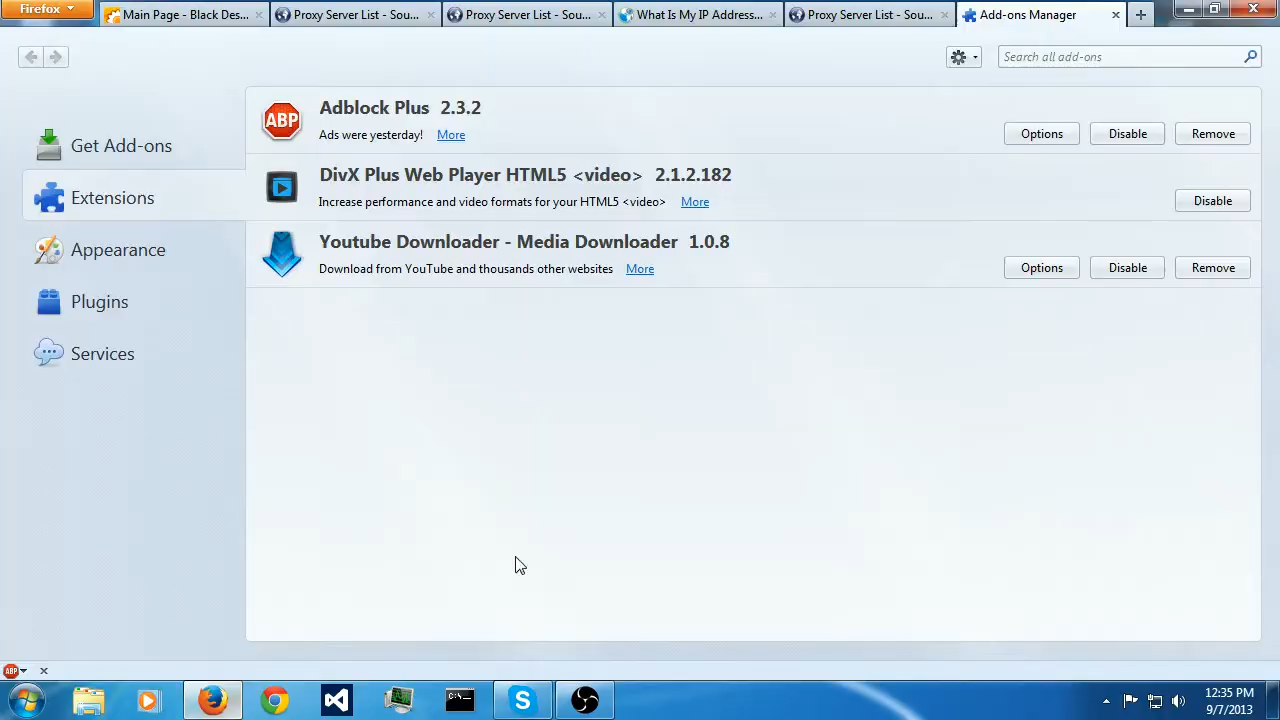 Firefox
Main Page - Black Des...
Proxy Server List - Sou...
Proxy Server List - Sou...
What Is My IP Address...
Proxy Server List - Sou...
Add-ons Manager
Search all add-ons
Get Add-ons
Extensions
Appearance
Plugins
Services
ABP
Adblock Plus 2.3.2
Ads were yesterday! More
Options Disable Remove
DivX Plus Web Player HTML5 <video> 2.1.2.182
Increase performance and video formats for your HTML5 <video> More
Disable
Youtube Downloader - Media Downloader 1.0.8
Download from YouTube and thousands other websites More
Options Disable Remove
ABP
C:\
S
12:35 PM
9/7/2013